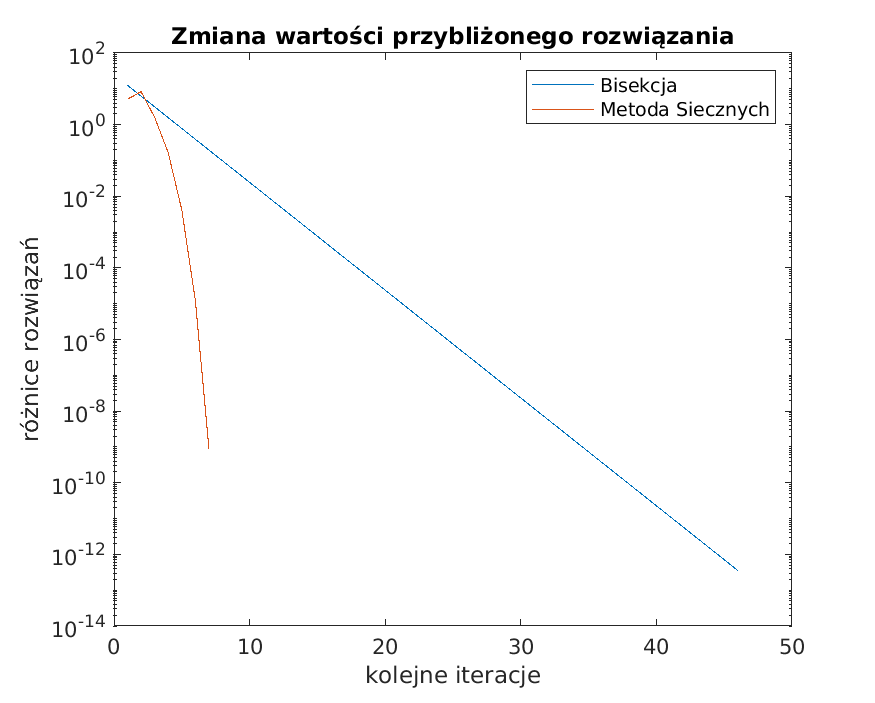 Zmiana wartości przybliżonego rozwiązania
Bisekcja
Metoda Siecznych
różnice rozwiązań
10^2
10^0
10^-2
10^-4
10^-6
10^-8
10^-10
10^-12
10^-14
0 10 20 30 40 50
kolejne iteracje